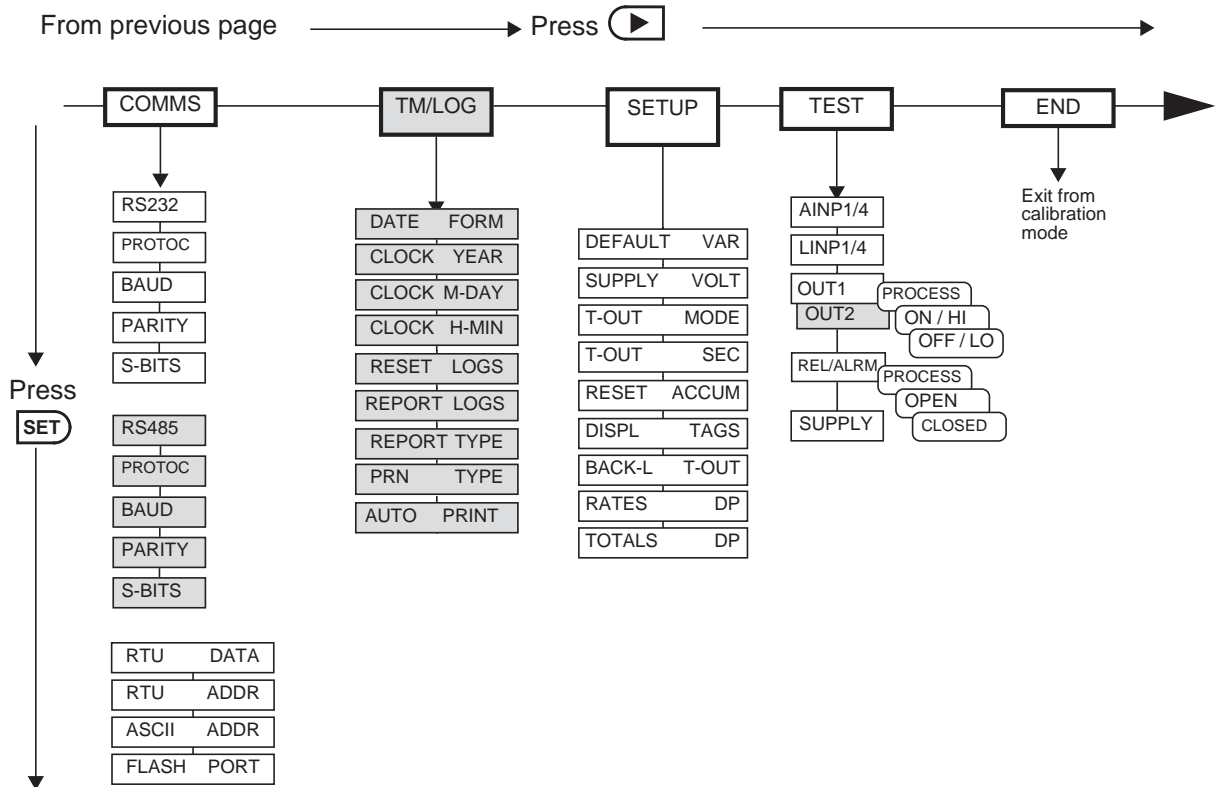 From previous page
Press
COMMS
TM/LOG
SETUP
TEST
END
Press
SET
RS232
PROTOC
BAUD
PARITY
S-BITS
RS485
PROTOC
BAUD
PARITY
S-BITS
RTU DATA
RTU ADDR
ASCII ADDR
FLASH PORT
DATE FORM
CLOCK YEAR
CLOCK M-DAY
CLOCK H-MIN
RESET LOGS
REPORT LOGS
REPORT TYPE
PRN TYPE
AUTO PRINT
DEFAULT VAR
SUPPLY VOLT
T-OUT MODE
T-OUT SEC
RESET ACCUM
DISPL TAGS
BACK-L T-OUT
RATES DP
TOTALS DP
AINP1/4
LINP1/4
OUT1
OUT2
PROCESS
ON / HI
OFF / LO
REL/ALRM
PROCESS
OPEN
CLOSED
SUPPLY
Exit from
calibration
mode